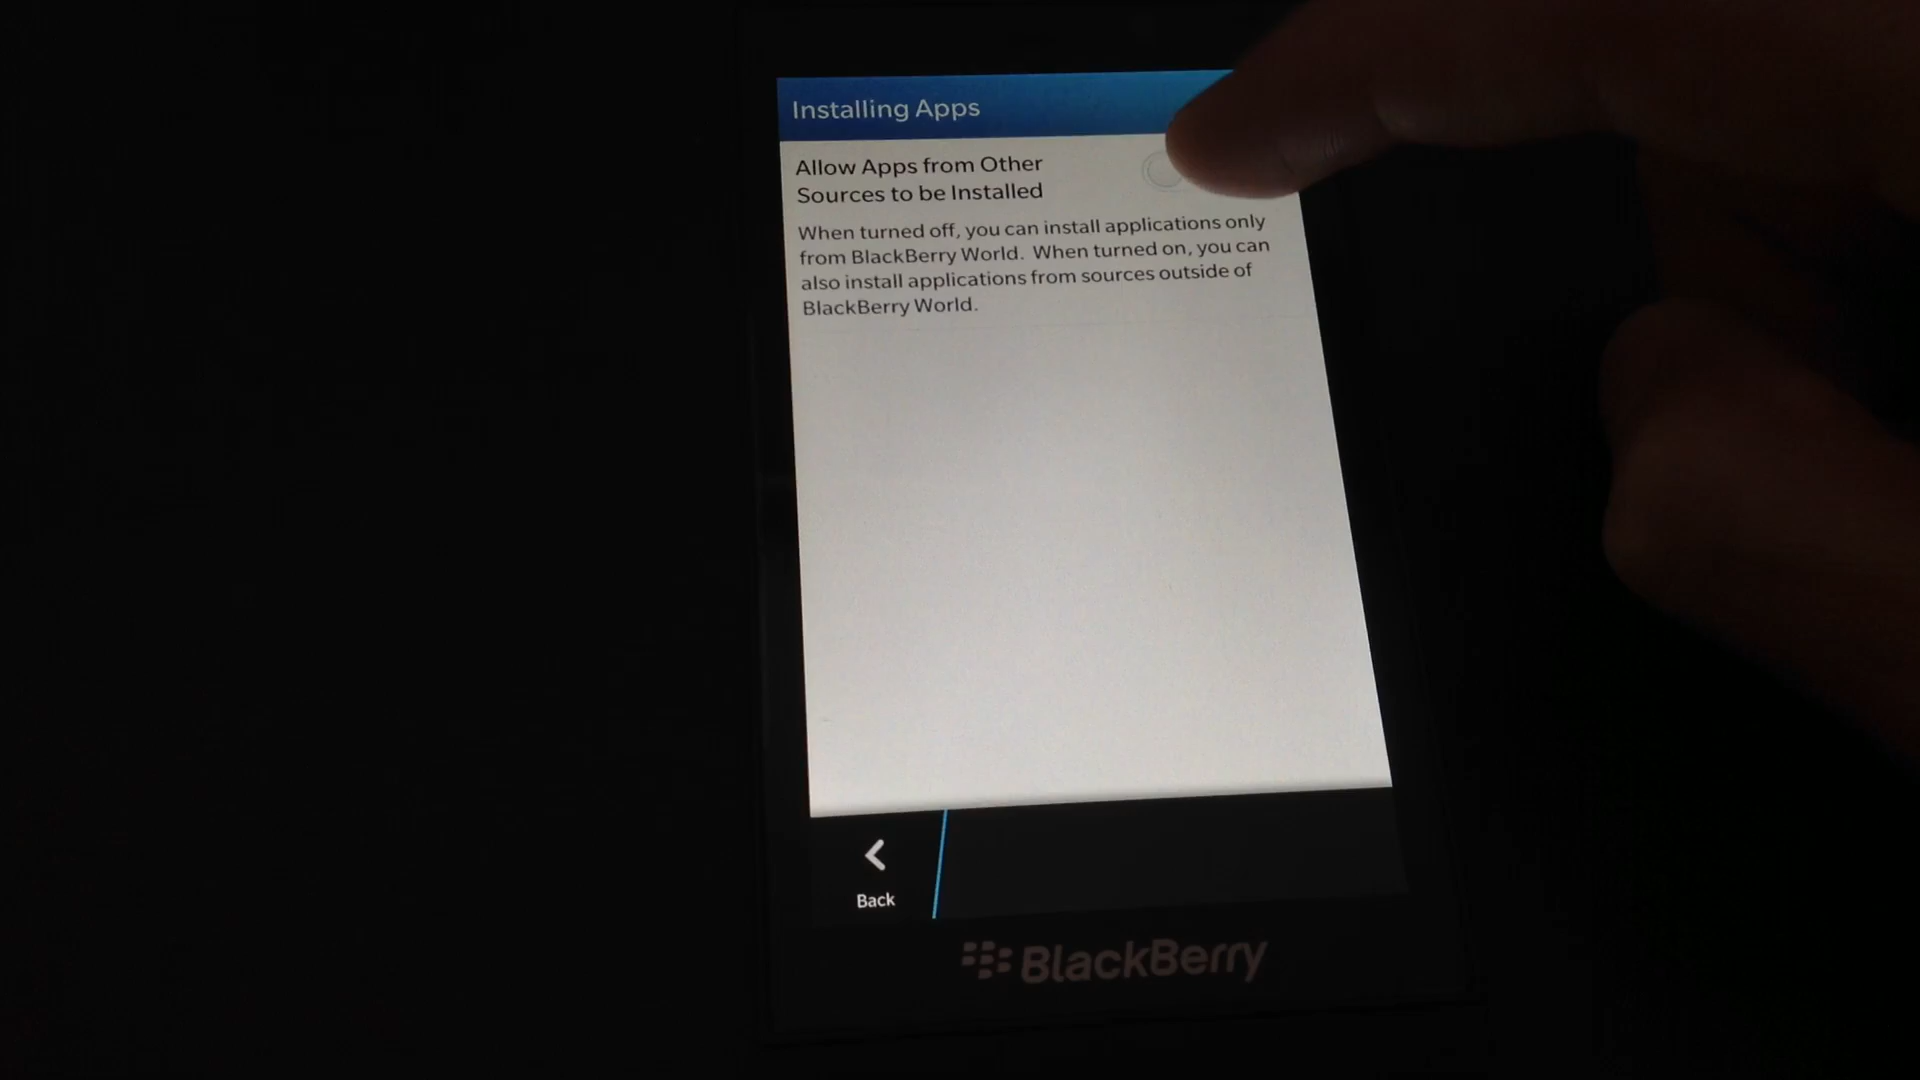 Installing Apps
Allow Apps from Other
Sources to be Installed
When turned off, you can install applications only
from BlackBerry World. When turned on, you can
also install applications from sources outside of
BlackBerry World.
Back
BlackBerry